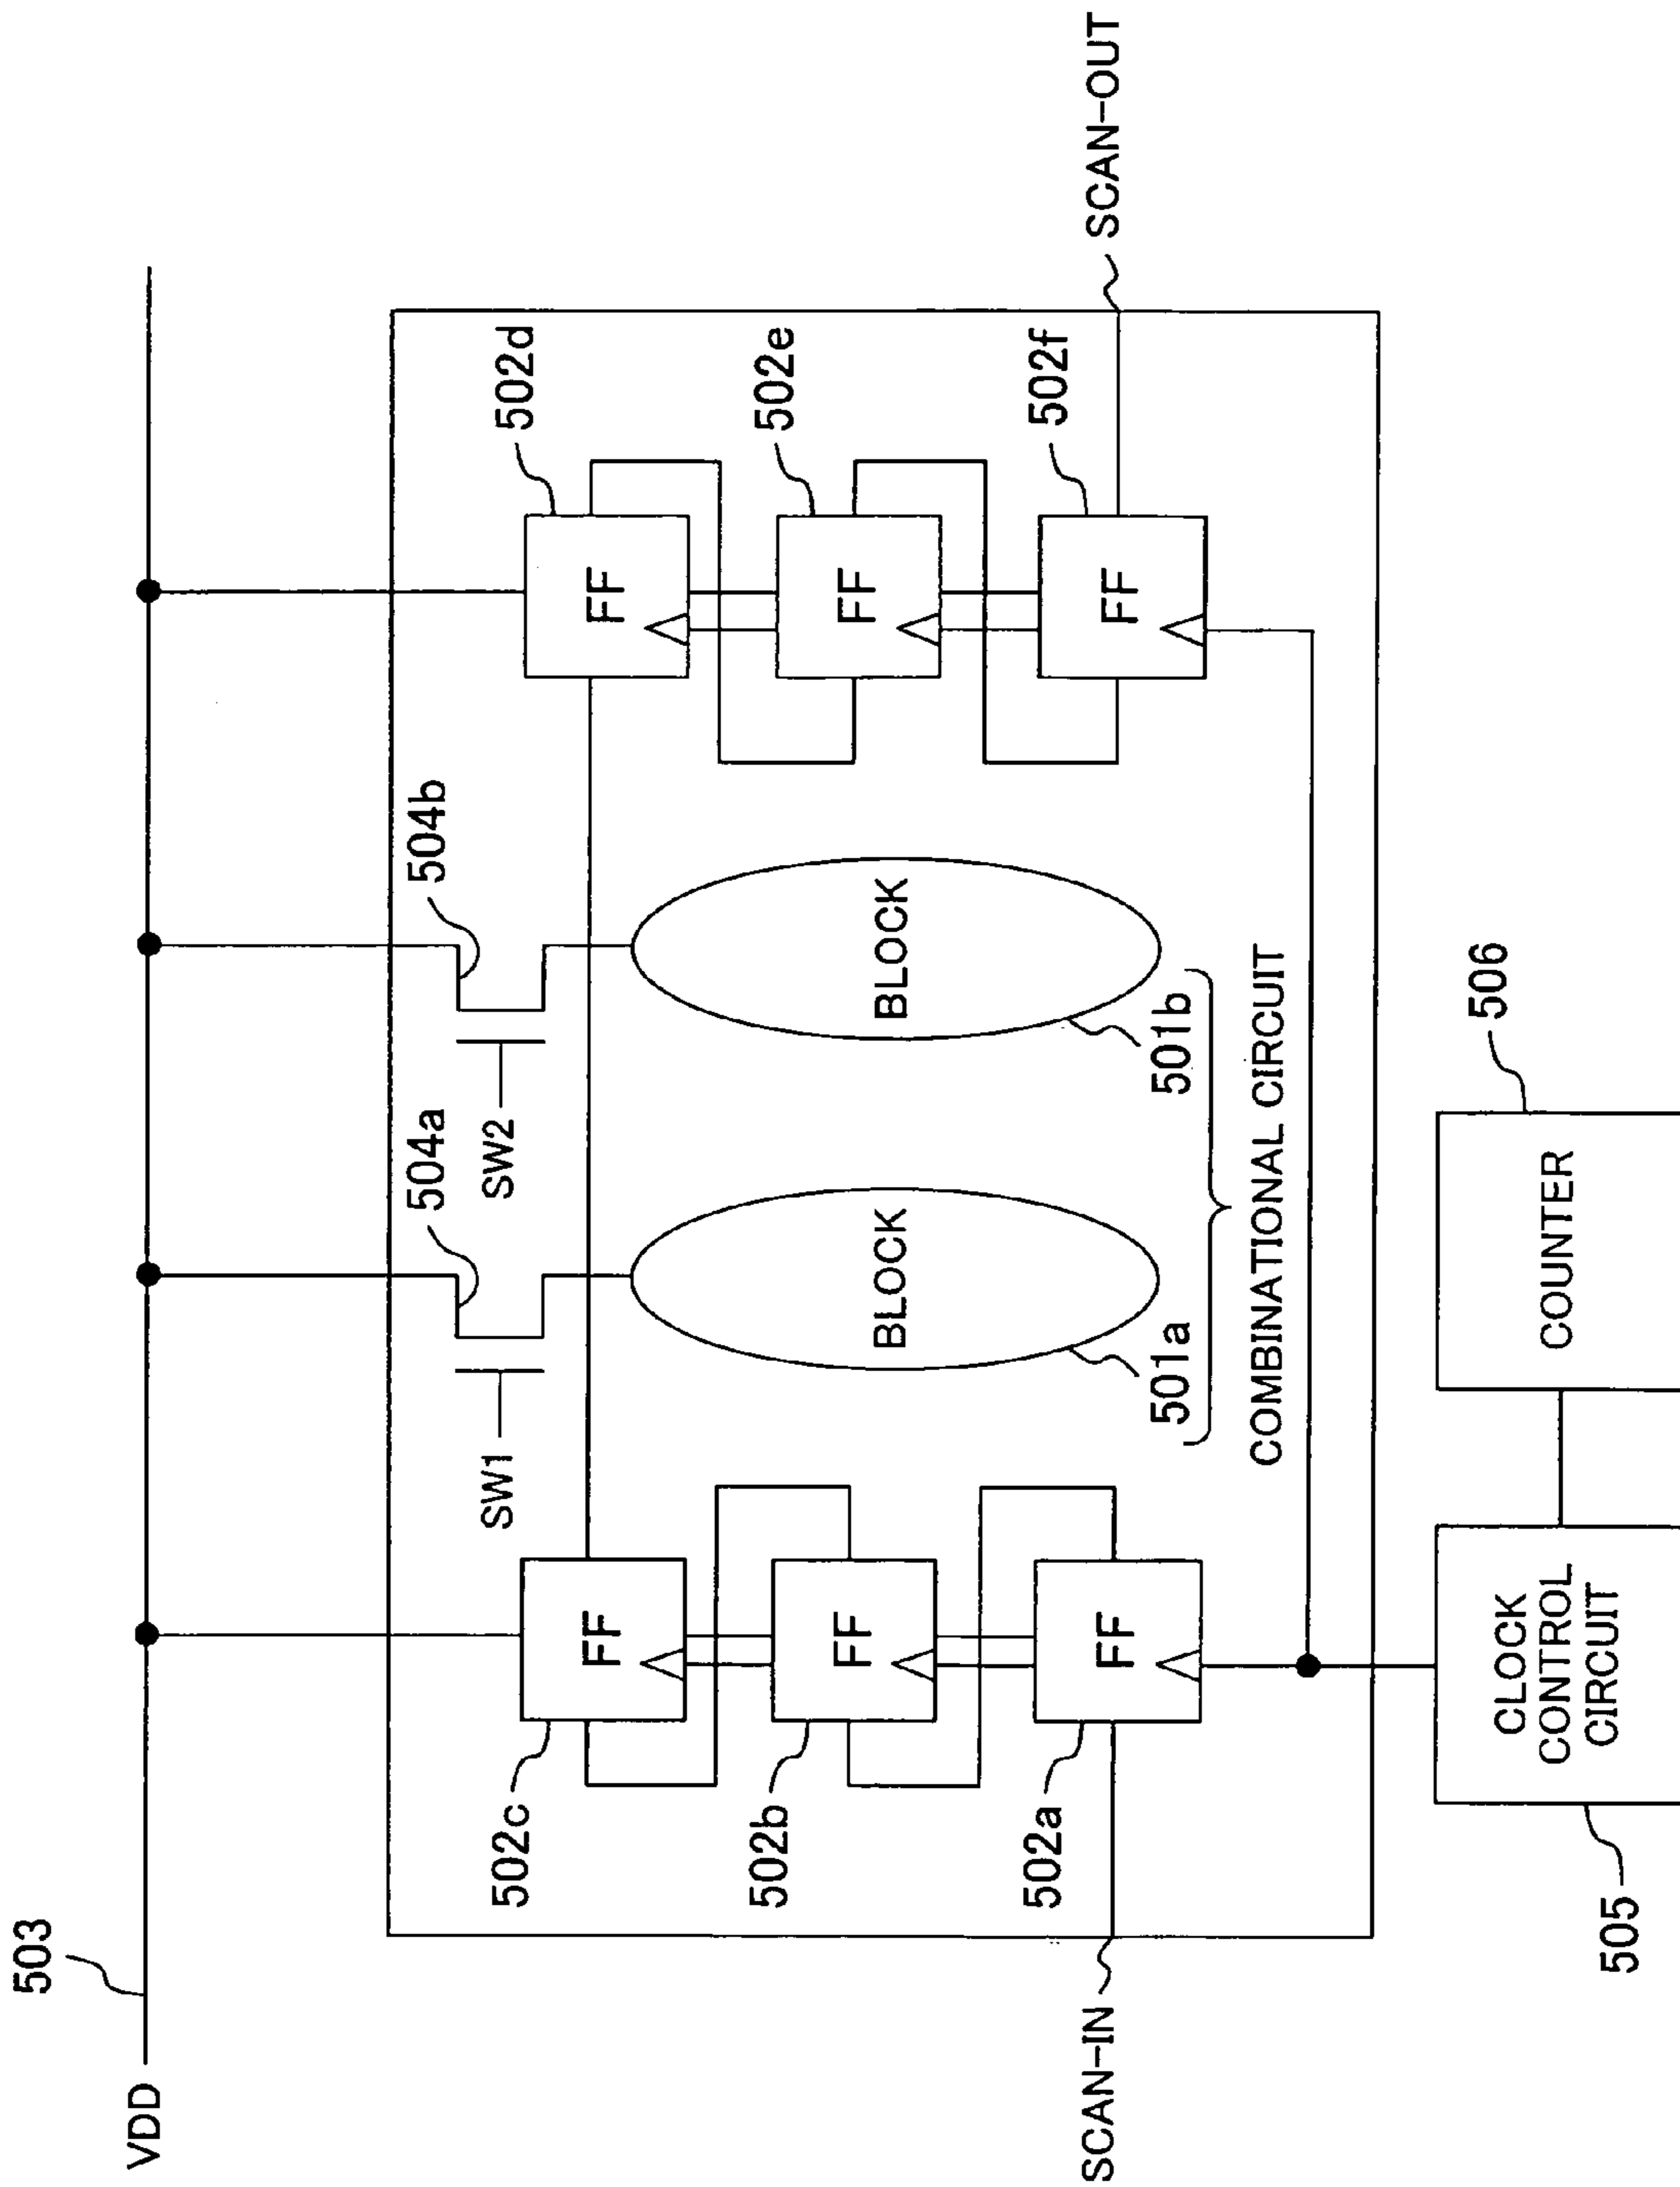 503
VDD
504a
504b
SW1
SW2
502c
FF
FF
502d
502b
FF
BLOCK
BLOCK
FF
502e
SCAN-IN
502a
FF
501a
501b
FF
502f
SCAN-OUT
COMBINATIONAL CIRCUIT
505
CLOCK
CONTROL
CIRCUIT
COUNTER
506